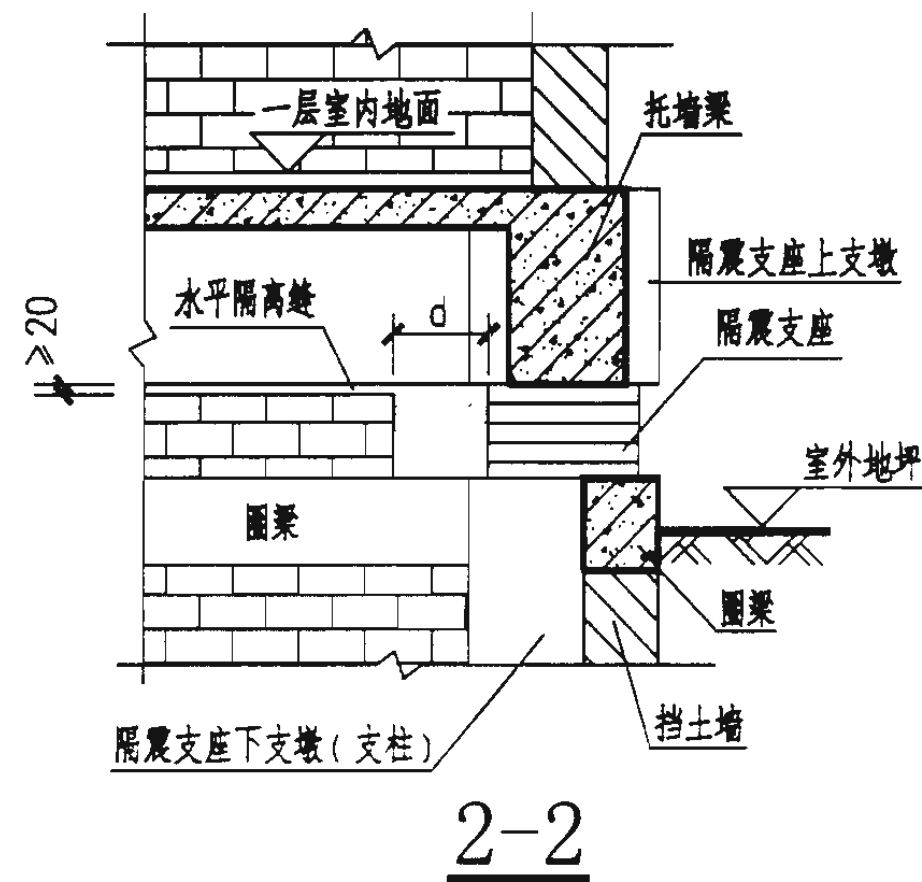 一层室内地面
托墙梁
隔震支座上支墩
水平隔离缝
d
隔震支座
≥20
室外地坪
圈梁
圈梁
挡土墙
隔震支座下支墩(支柱)
2-2